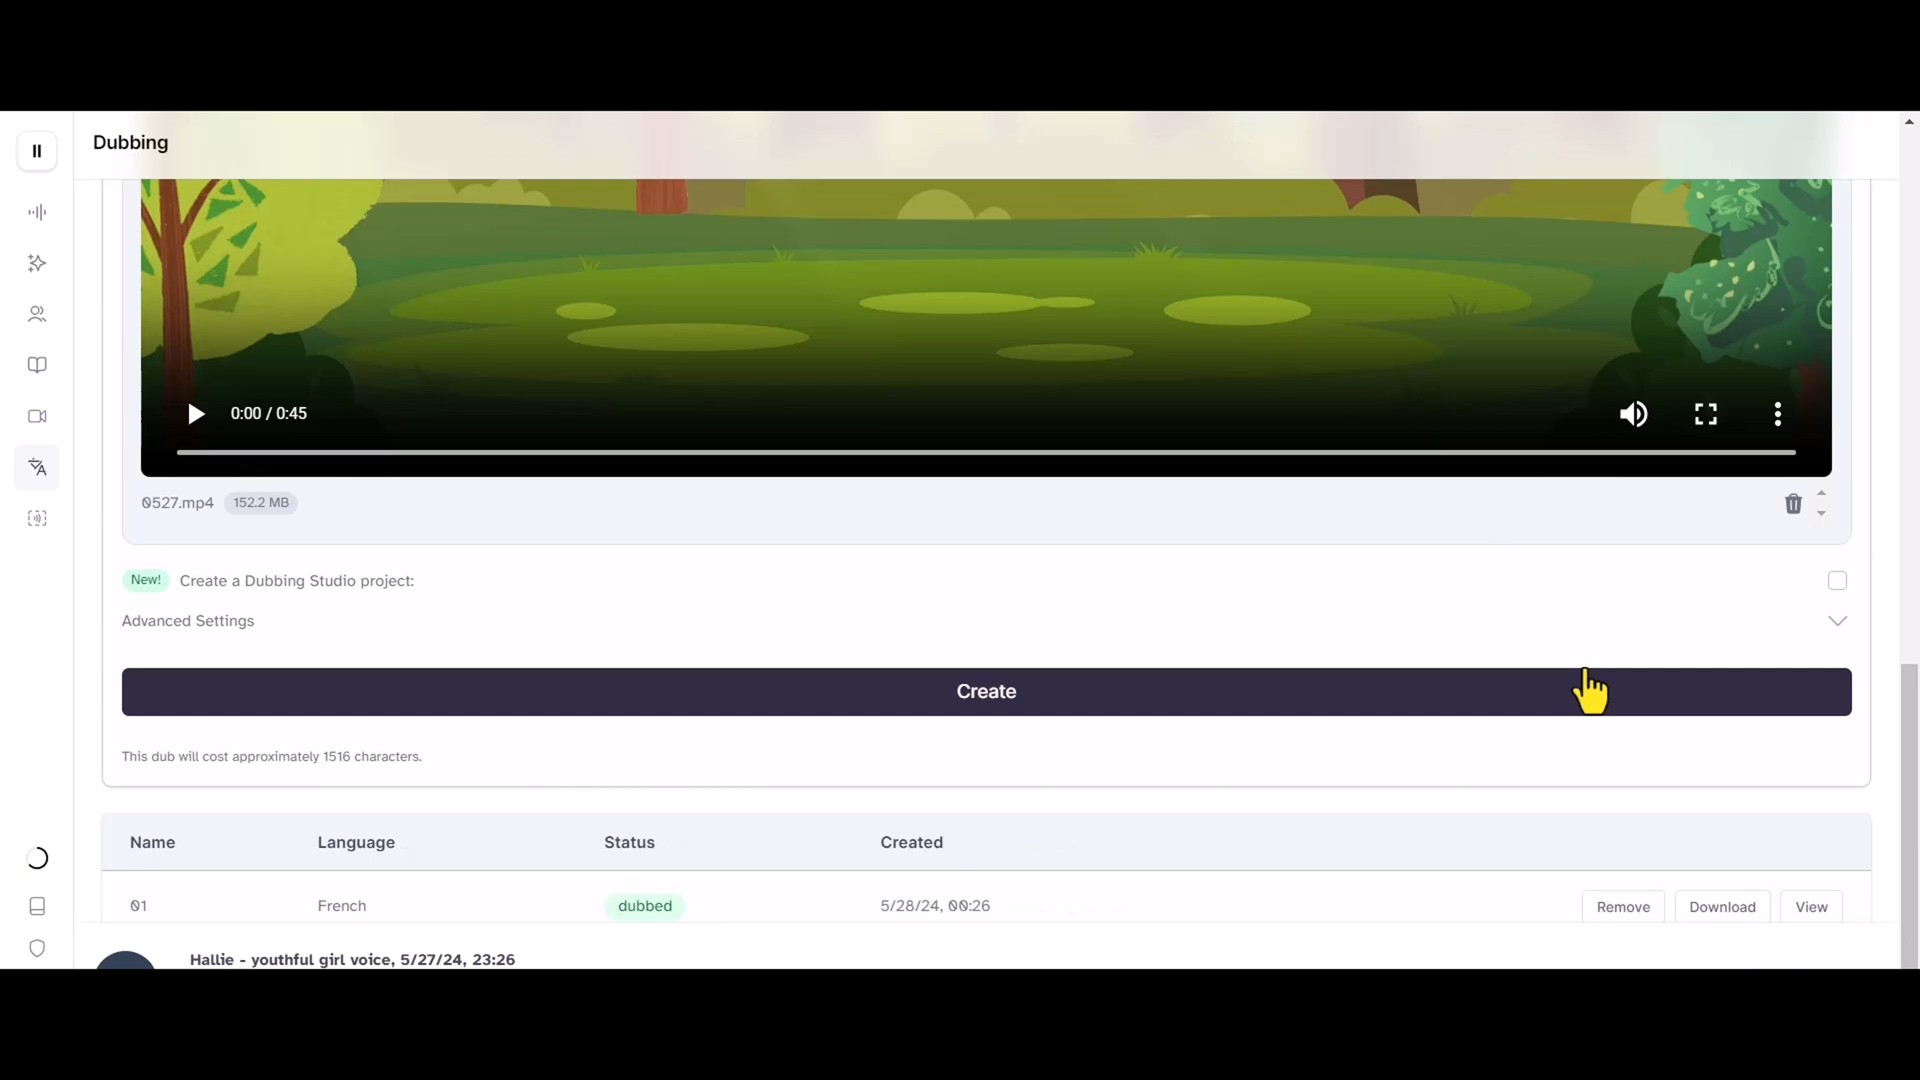 Dubbing
0:00 / 0:45
0527.mp4 152.2 MB
New! Create a Dubbing Studio project:
Advanced Settings
Create
This dub will cost approximately 1516 characters.
Name Language Status Created
01 French dubbed 5/28/24, 00:26 Remove Download View
Hallie - youthful girl voice, 5/27/24, 23:26